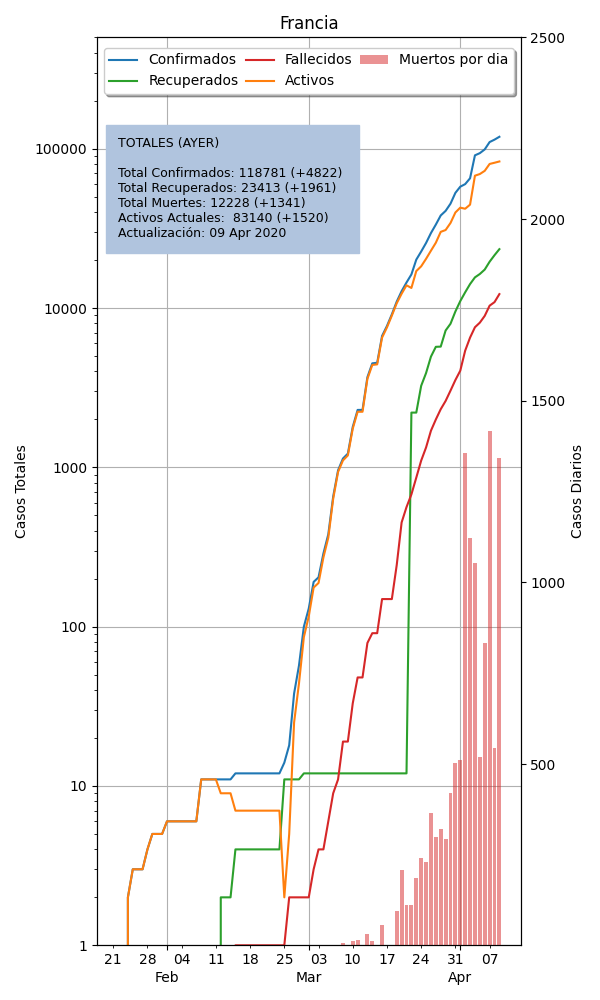 Francia
Confirmados
Recuperados
Fallecidos
Activos
Muertos por dia
TOTALES (AYER)
Total Confirmados: 118781 (+4822)
Total Recuperados: 23413 (+1961)
Total Muertes: 12228 (+1341)
Activos Actuales:  83140 (+1520)
Actualización: 09 Apr 2020
Casos Totales
100000
10000
1000
100
10
1
Casos Diarios
2500
2000
1500
1000
500
21 28 04 11 18 25 03 10 17 24 31 07
Feb Mar Apr